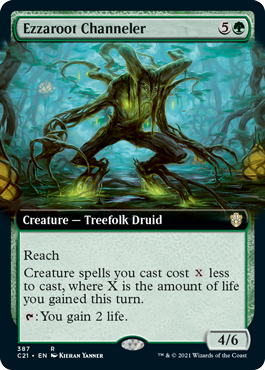 Ezzaroot Channeler 5
Creature — Treefolk Druid
Reach
Creature spells you cast cost X less
to cast, where X is the amount of life
you gained this turn.
: You gain 2 life.
4/6
387 R
C21 • EN KIERAN YANNER
™ & © 2021 Wizards of the Coast